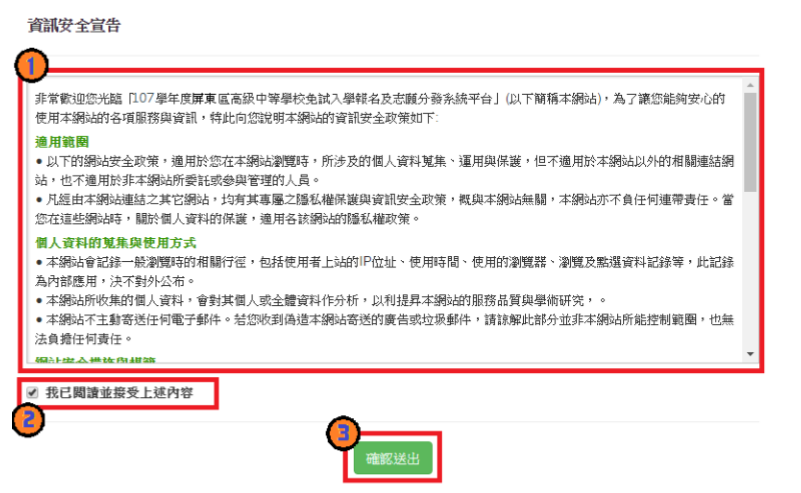 資訊安全宣告
1
非常歡迎您光臨「107學年度屏東區高級中等學校免試入學報名及志願分發系統平台」(以下簡稱本網站)，為了讓您能夠安心的
使用本網站的各項服務與資訊，特此向您說明本網站的資訊安全政策如下:
適用範圍
● 以下的網站安全政策，適用於您在本網站瀏覽時，所涉及的個人資料蒐集、運用與保護，但不適用於本網站以外的相關連結網
站，也不適用於非本網站所委託或參與管理的人員。
● 凡經由本網站連結之其它網站，均有其專屬之隱私權保護與資訊安全政策，概與本網站無關，本網站亦不負任何連帶責任。當
您在這些網站時，關於個人資料的保護，適用各該網站的隱私權政策。
個人資料的蒐集與使用方式
● 本網站會記錄一般瀏覽時的相關行徑，包括使用者上站的IP位址、使用時間、使用的瀏覽器、瀏覽及點選資料記錄等，此記錄
為內部應用，決不對外公布。
● 本網站所收集的個人資料，會對其個人或全體資料作分析，以利提昇本網站的服務品質與學術研究，。
● 本網站不主動寄送任何電子郵件。若您收到偽造本網站寄送的廣告或垃圾郵件，請諒解此部分並非本網站所能控制範圍，也無
法負擔任何責任。
網站安全措施與規範
我已閱讀並接受上述內容
2
3
確認送出